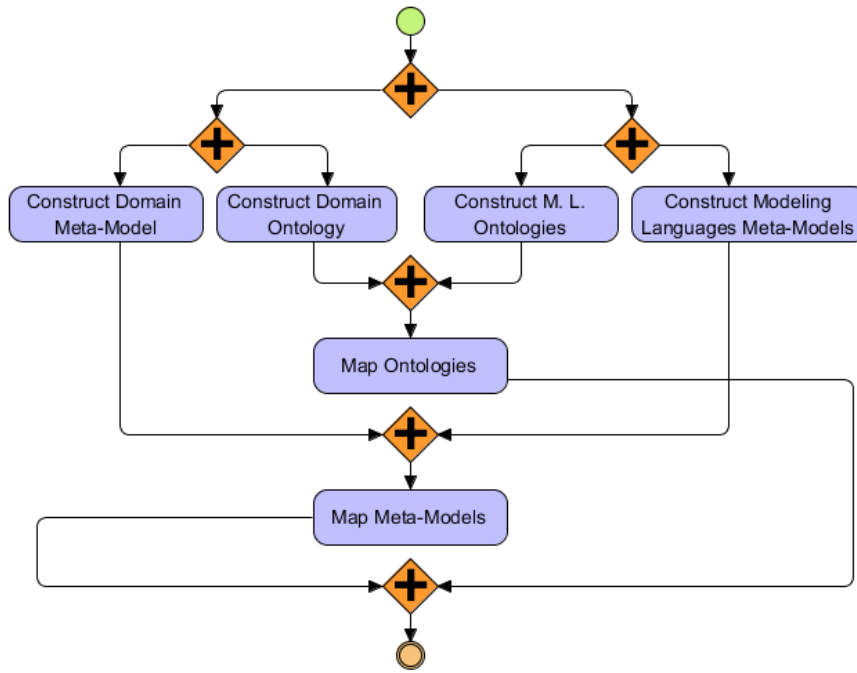 Construct Domain
Meta-Model
Construct Domain
Ontology
Construct M. L.
Ontologies
Construct Modeling
Languages Meta-Models
Map Ontologies
Map Meta-Models